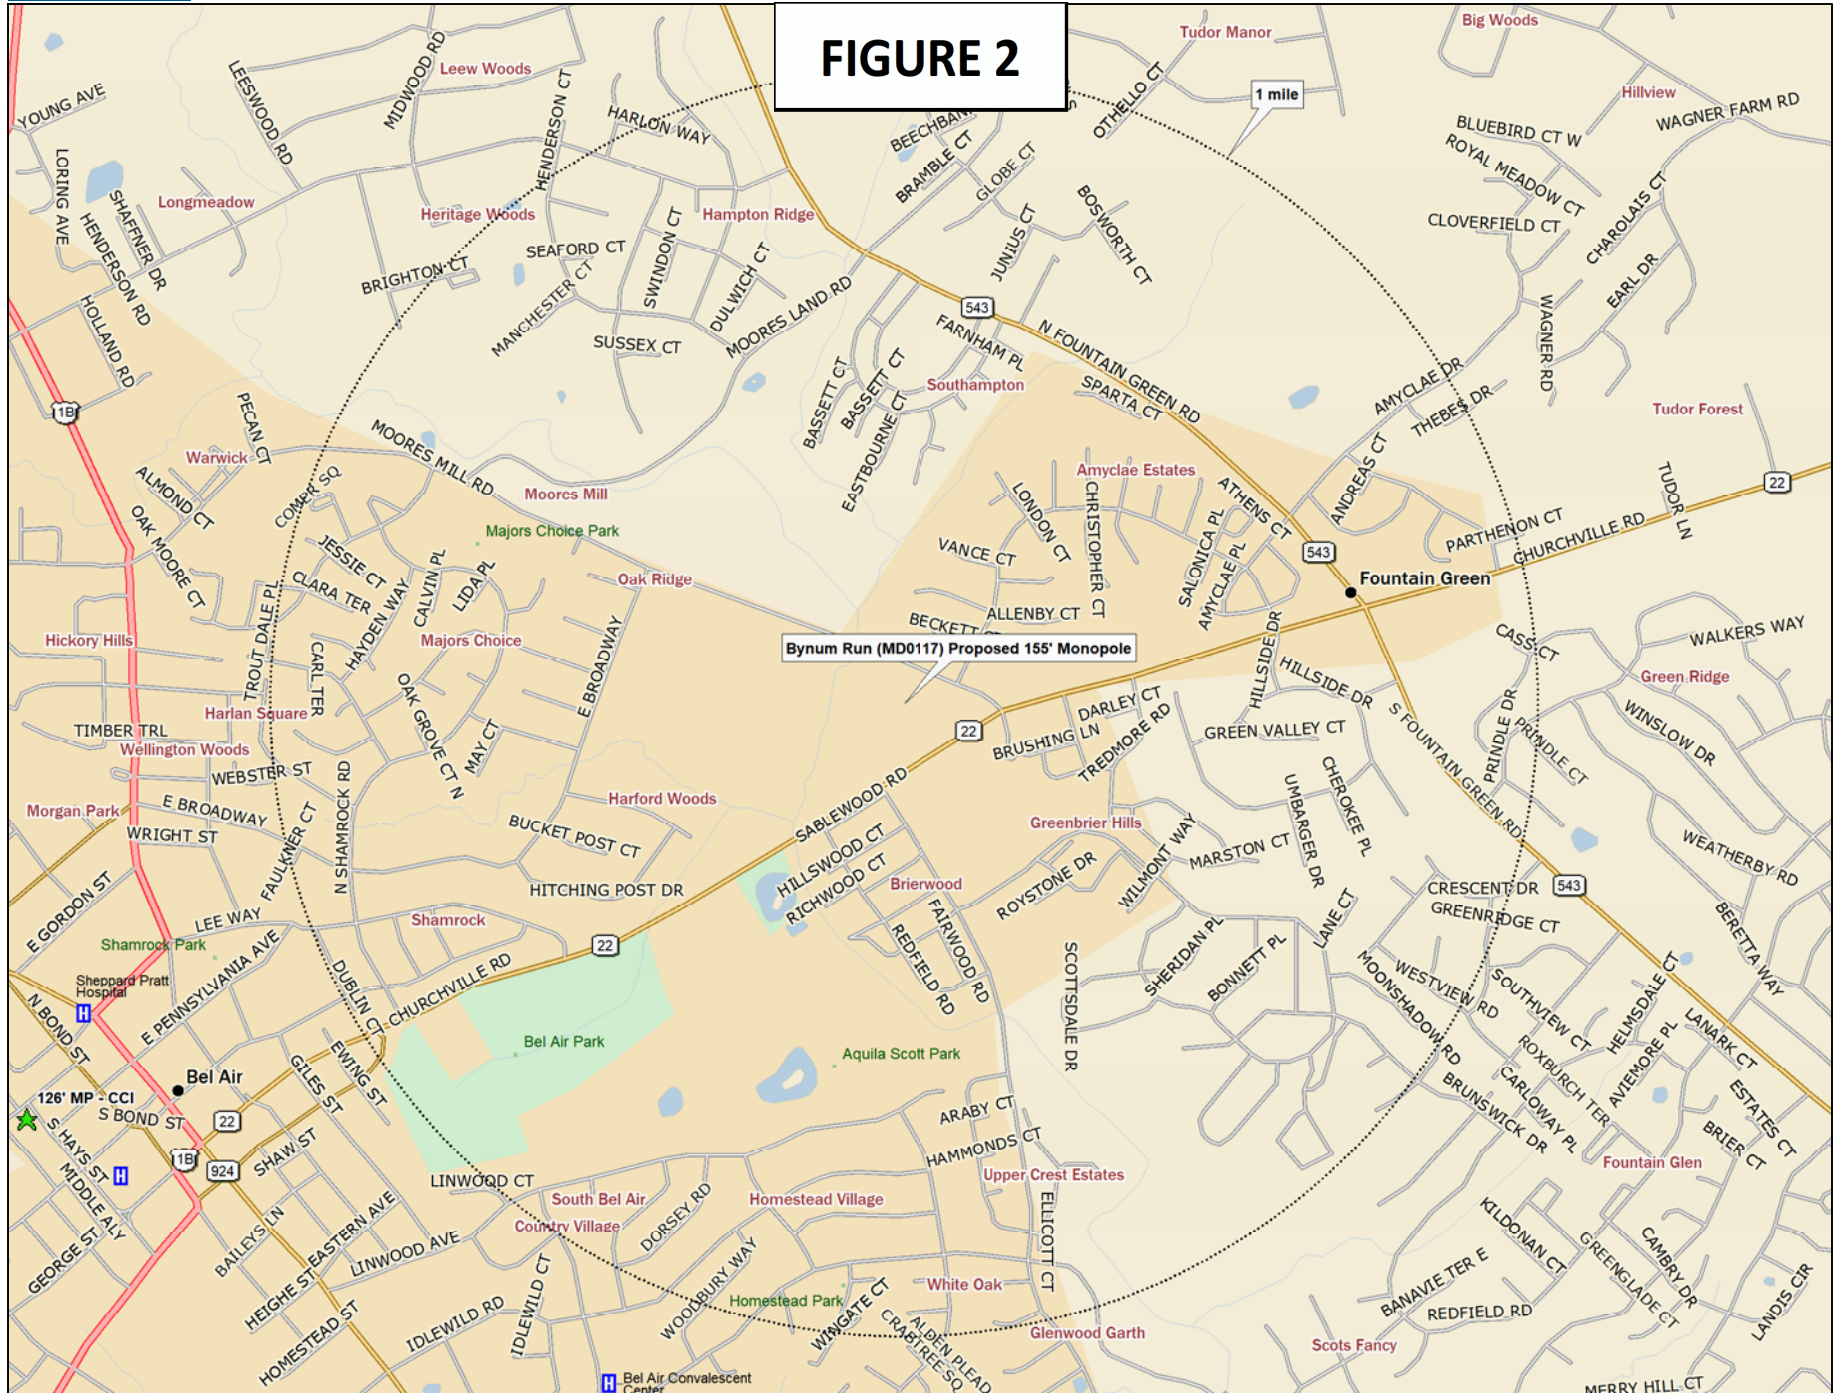 FIGURE 2
Tudor Manor
Big Woods
Leew Woods
MIDWOOD RD
LEESWOOD RD
YOUNG AVE
HENDERSON CT
HARLON WAY
OTHELLO CT
1 mile
Hillview
WAGNER FARM RD
BLUEBIRD CT W
ROYAL MEADOW CT
BRAMBLE CT
GLOBE CT
LORING AVE
SHAFFNER DR
HENDERSON RD
Longmeadow
Heritage Woods
Hampton Ridge
JUNIUS CT
BOSWORTH CT
CLOVERFIELD CT
CHAROLAIS CT
SEAFORD CT
SWINDON CT
BRIGHTON CT
MANCHESTER CT
DULWICH CT
EARL DR
HOLLAND RD
MOORES LAND RD
543
N FOUNTAIN GREEN RD
FARNHAM PL
WAGNER RD
SUSSEX CT
1B
BASSETT CT
BASSETT CT
Southampton
SPARTA CT
AMYCLAE DR
THEBES DR
Tudor Forest
PECAN CT
EASTBOURNE CT
MOORES MILL RD
Warwick
ALMOND CT
Moores Mill
Amyclae Estates
ANDREAS CT
TUDOR LN
22
OAK MOORE CT
Majors Choice Park
LONDON CT
CHRISTOPHER CT
ATHENS CT
SALONICA PL
PARTHENON CT
CHURCHVILLE RD
JESSIE CT
CLARA TER
CALVIN PL
LIDA PL
Oak Ridge
VANCE CT
AMYCLAE PL
543
Fountain Green
HAYDEN WAY
TROUT DALE PL
ALLENBY CT
BECKETT CT
Hickory Hills
Majors Choice
E BROADWAY
Bynum Run (MD0117) Proposed 155' Monopole
HILLSIDE DR
CASS CT
WALKERS WAY
CARL TER
HILLSIDE DR
Green Ridge
OAK GROVE CT N
Harlan Square
DARLEY CT
PRINDLE DR
PRINDLE CT
WINSLOW DR
TIMBER TRL
Wellington Woods
MAY CT
22
BRUSHING LN
TREDMORE RD
GREEN VALLEY CT
S FOUNTAIN GREEN RD
WEBSTER ST
CHEROKEE PL
UMBARGER DR
Morgan Park
E BROADWAY
N SHAMROCK RD
Harford Woods
SABLEWOOD RD
Greenbrier Hills
WRIGHT ST
FAULKNER CT
BUCKET POST CT
HILLSWOOD CT
WILMONT WAY
MARSTON CT
WEATHERBY RD
RICHWOOD CT
Brierwood
ROYSTONE DR
E GORDON ST
HITCHING POST DR
CRESCENT DR
543
LEE WAY
Shamrock
FAIRWOOD RD
LANE CT
GREENRIDGE CT
BERETTA WAY
Shamrock Park
22
REDFIELD RD
SCOTTSDALE DR
SHERIDAN PL
BONNETT PL
Sheppard Pratt
Hospital
H
E PENNSYLVANIA AVE
DUBLIN CT
CHURCHVILLE RD
MOONSHADOW RD
WESTVIEW RD
SOUTHVIEW CT
HELMSDALE CT
N BOND ST
Bel Air Park
Aquila Scott Park
ROXBURCH TER
AVIEMORE PL
LANARK CT
EWING ST
GILES ST
Bel Air
BRUNSWICK DR
CARLOWAY PL
ESTATES CT
126' MP - CCI
S BOND ST
22
ARABY CT
BRIER CT
S HAYS ST
1B
924
SHAW ST
HAMMONDS CT
Upper Crest Estates
Fountain Glen
H
MIDDLE ALY
LINWOOD CT
South Bel Air
Country Village
DORSEY RD
Homestead Village
ELLICOTT CT
KILDONAN CT
GREENGLADE CT
CAMBRY DR
GEORGE ST
BAILEYS LN
EASTERN AVE
LINWOOD AVE
HEIGHE ST
IDLEWILD CT
WOODBURY WAY
White Oak
BANAVIE TER E
LANDIS CIR
Homestead Park
WINGATE CT
REDFIELD RD
HOMESTEAD ST
IDLEWILD RD
ALDEN PLEAD
CRABTREE SQ
Glenwood Garth
Scots Fancy
H
Bel Air Convalescent
Center
MERRY HILL CT